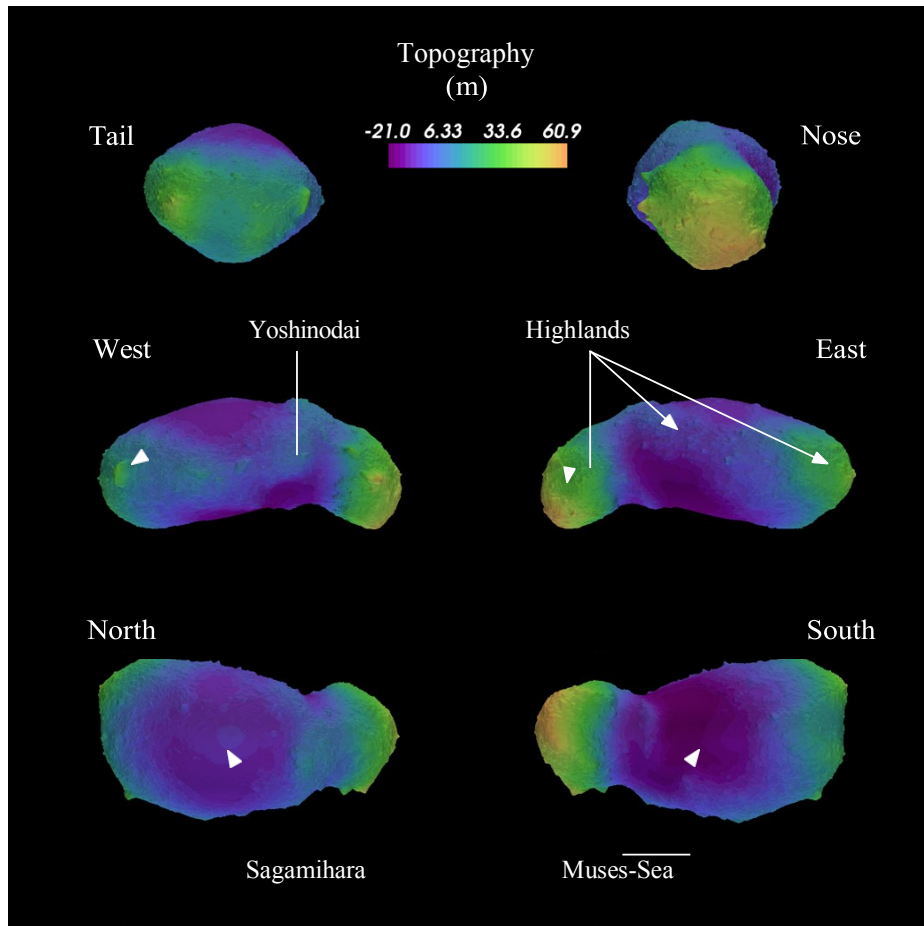 Topography
(m)
-21.0 6.33 33.6 60.9
Tail
Nose
Yoshinodai
Highlands
West
East
North
South
Sagamihara
Muses-Sea